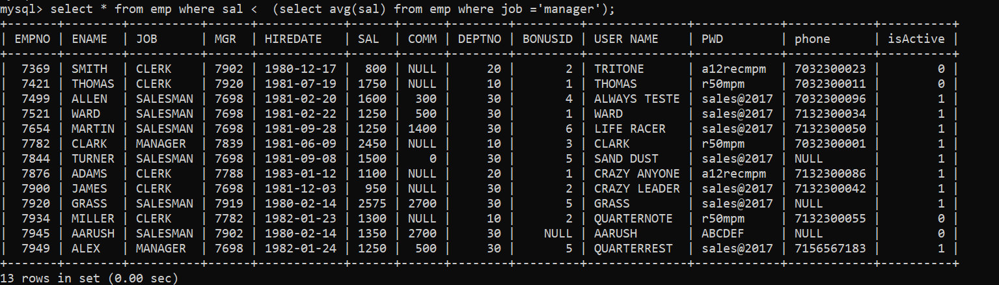 mysql> select * from emp where sal <  (select avg(sal) from emp where job ='manager');
+-------+--------+----------+------+------------+------+------+--------+---------+--------------+------------+------------+----------+
| EMPNO | ENAME  | JOB      | MGR  | HIREDATE   | SAL  | COMM | DEPTNO | BONUSID | USER NAME    | PWD        | phone      | isActive |
+-------+--------+----------+------+------------+------+------+--------+---------+--------------+------------+------------+----------+
|  7369 | SMITH  | CLERK    | 7902 | 1980-12-17 |  800 | NULL |     20 |       2 | TRITONE      | a12recmpm  | 7032300023 |        0 |
|  7421 | THOMAS | CLERK    | 7920 | 1981-07-19 | 1750 | NULL |     10 |       1 | THOMAS       | r50mpm     | 7032300011 |        0 |
|  7499 | ALLEN  | SALESMAN | 7698 | 1981-02-20 | 1600 |  300 |     30 |       4 | ALWAYS TESTE | sales@2017 | 7032300096 |        1 |
|  7521 | WARD   | SALESMAN | 7698 | 1981-02-22 | 1250 |  500 |     30 |       1 | WARD         | sales@2017 | 7132300034 |        1 |
|  7654 | MARTIN | SALESMAN | 7698 | 1981-09-28 | 1250 | 1400 |     30 |       6 | LIFE RACER   | sales@2017 | 7132300050 |        1 |
|  7782 | CLARK  | MANAGER  | 7839 | 1981-06-09 | 2450 | NULL |     10 |       3 | CLARK        | r50mpm     | 7032300001 |        1 |
|  7844 | TURNER | SALESMAN | 7698 | 1981-09-08 | 1500 |    0 |     30 |       5 | SAND DUST    | sales@2017 | NULL       |        1 |
|  7876 | ADAMS  | CLERK    | 7788 | 1983-01-12 | 1100 | NULL |     20 |       1 | CRAZY ANYONE | a12recmpm  | 7132300086 |        1 |
|  7900 | JAMES  | CLERK    | 7698 | 1981-12-03 |  950 | NULL |     30 |       2 | CRAZY LEADER | sales@2017 | 7132300042 |        1 |
|  7920 | GRASS  | SALESMAN | 7919 | 1980-02-14 | 2575 | 2700 |     30 |       5 | GRASS        | sales@2017 | NULL       |        1 |
|  7934 | MILLER | CLERK    | 7782 | 1982-01-23 | 1300 | NULL |     10 |       2 | QUARTERNOTE  | r50mpm     | 7132300055 |        0 |
|  7945 | AARUSH | SALESMAN | 7902 | 1980-02-14 | 1350 | 2700 |     30 |    NULL | AARUSH       | ABCDEF     | NULL       |        0 |
|  7949 | ALEX   | MANAGER  | 7698 | 1982-01-24 | 1250 |  500 |     30 |       5 | QUARTERREST  | sales@2017 | 7156567183 |        1 |
+-------+--------+----------+------+------------+------+------+--------+---------+--------------+------------+------------+----------+
13 rows in set (0.00 sec)